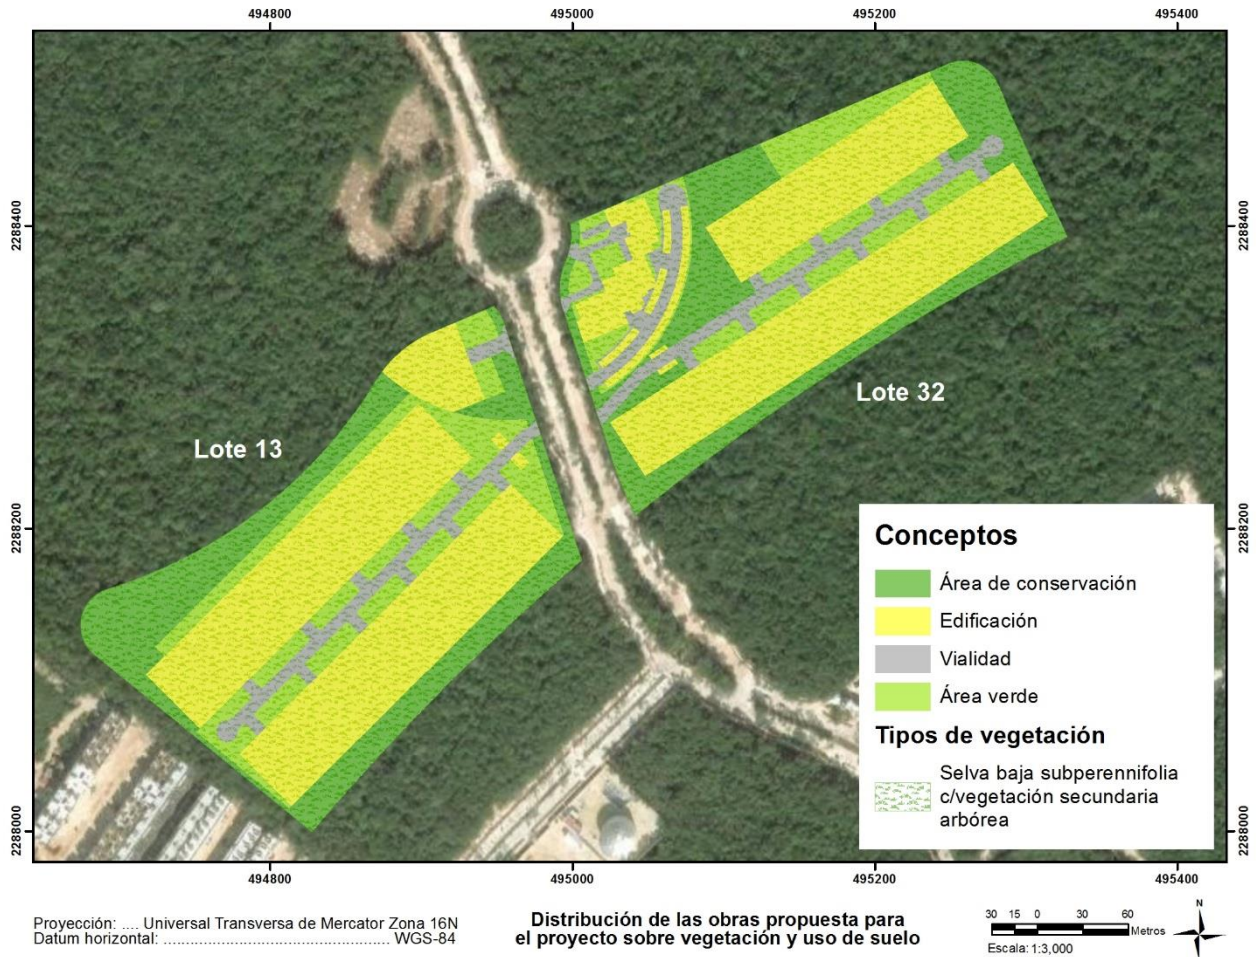 494800
495000
495200
495400
2288400
2288400
Lote 32
Lote 13
2288200
2288200
Conceptos
Área de conservación
Edificación
Vialidad
Área verde
Tipos de vegetación
Selva baja subperennifolia
c/vegetación secundaria
arbórea
2288000
2288000
494800
495000
495200
495400
Proyección: .... Universal Transversa de Mercator Zona 16N
Datum horizontal: .......................................... WGS-84
Distribución de las obras propuesta para
el proyecto sobre vegetación y uso de suelo
30 15 0 30 60
Metros
Escala: 1:3,000
N